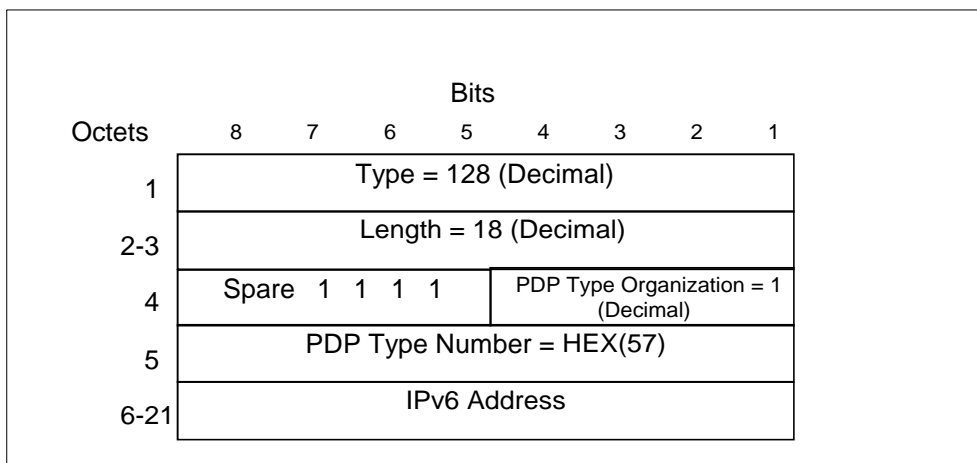 Bits
Octets 8 7 6 5 4 3 2 1
1 Type = 128 (Decimal)
2-3 Length = 18 (Decimal)
4 Spare 1 1 1 1 PDP Type Organization = 1
(Decimal)
5 PDP Type Number = HEX(57)
6-21 IPv6 Address